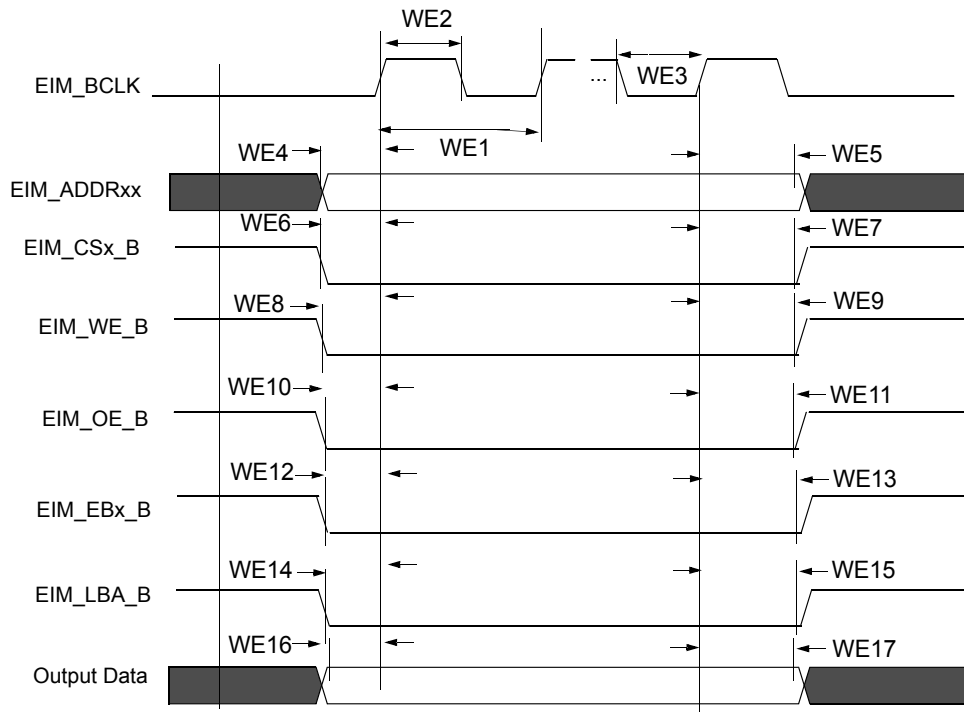 WE2
EIM_BCLK
...
WE3
WE4
WE1
WE5
EIM_ADDRxx
WE6
WE7
EIM_CSx_B
WE8
WE9
EIM_WE_B
WE10
WE11
EIM_OE_B
WE12
WE13
EIM_EBx_B
WE14
WE15
EIM_LBA_B
WE16
WE17
Output Data